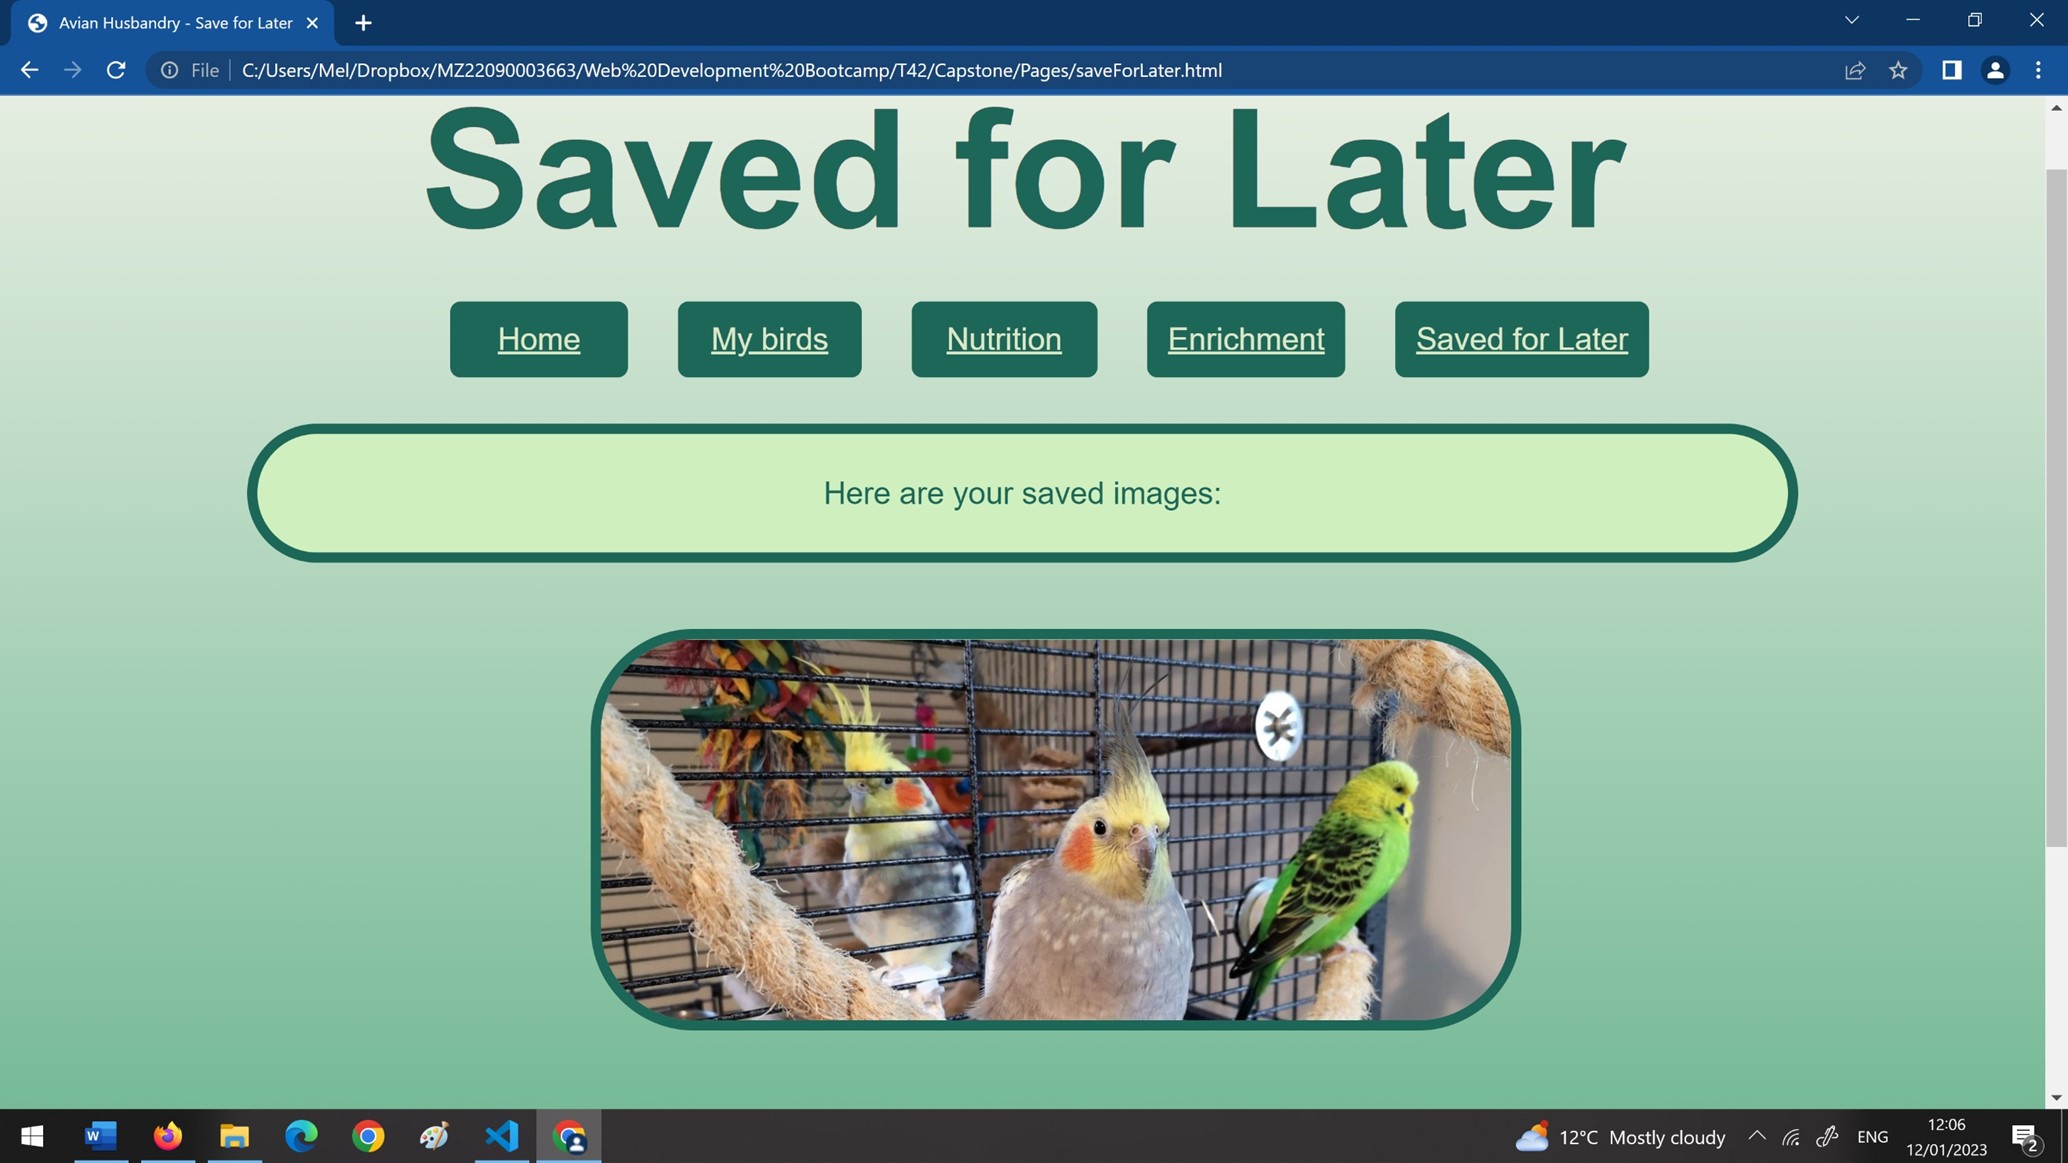 Avian Husbandry - Save for Later
File C:/Users/Mel/Dropbox/MZ22090003663/Web%20Development%20Bootcamp/T42/Capstone/Pages/saveForLater.html
Saved for Later
Home My birds Nutrition Enrichment Saved for Later
Here are your saved images:
12°C Mostly cloudy ENG
12:06
12/01/2023
2